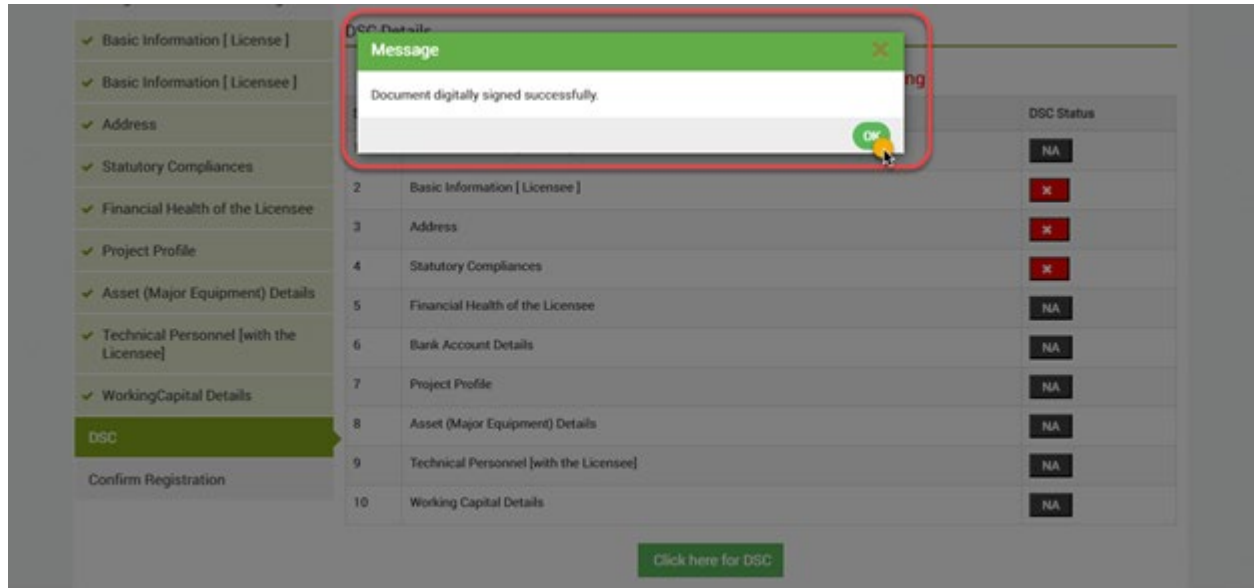 Basic Information [ License ]
DSC Details
Message
Basic Information [ Licensee ]
ng
Document digitally signed successfully.
Address
DSC Status
OK
NA
Statutory Compliances
2 Basic Information [ Licensee ]
Financial Health of the Licensee
3 Address
Project Profile
4 Statutory Compliances
Asset (Major Equipment) Details
5 Financial Health of the Licensee NA
Technical Personnel [with the
Licensee]
6 Bank Account Details NA
7 Project Profile NA
WorkingCapital Details
8 Asset (Major Equipment) Details NA
DSC
9 Technical Personnel [with the Licensee] NA
Confirm Registration
10 Working Capital Details NA
Click here for DSC